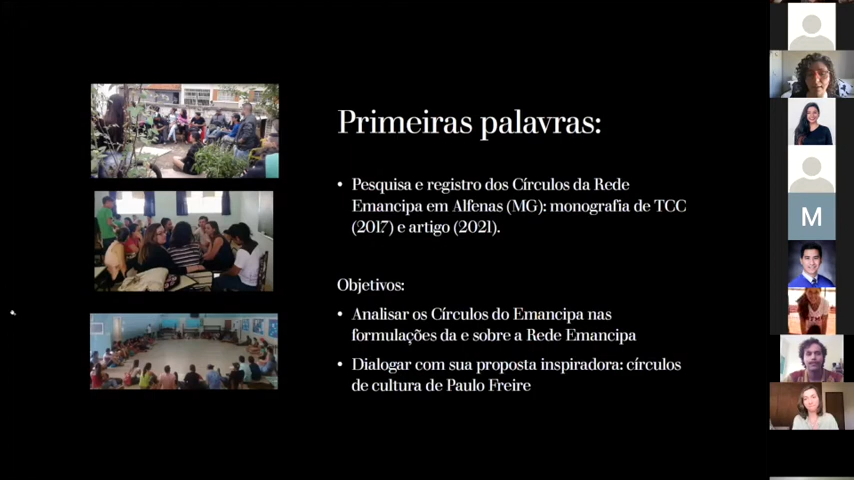 Primeiras palavras:
• Pesquisa e registro dos Círculos da Rede
Emancipa em Alfenas (MG): monografia de TCC
(2017) e artigo (2021).
Objetivos:
• Analisar os Círculos do Emancipa nas
formulações da e sobre a Rede Emancipa
• Dialogar com sua proposta inspiradora: círculos
de cultura de Paulo Freire
M